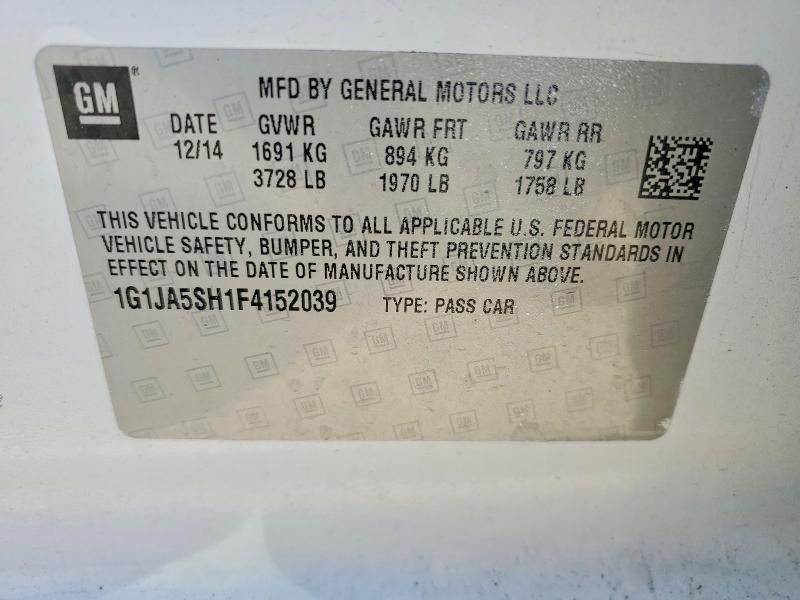 GM®
MFD BY GENERAL MOTORS LLC
DATE GVWR GAWR FRT GAWR RR
12/14 1691 KG 894 KG 797 KG
3728 LB 1970 LB 1758 LB
THIS VEHICLE CONFORMS TO ALL APPLICABLE U.S. FEDERAL MOTOR
VEHICLE SAFETY, BUMPER, AND THEFT PREVENTION STANDARDS IN
EFFECT ON THE DATE OF MANUFACTURE SHOWN ABOVE.
1G1JA5SH1F4152039 TYPE: PASS CAR